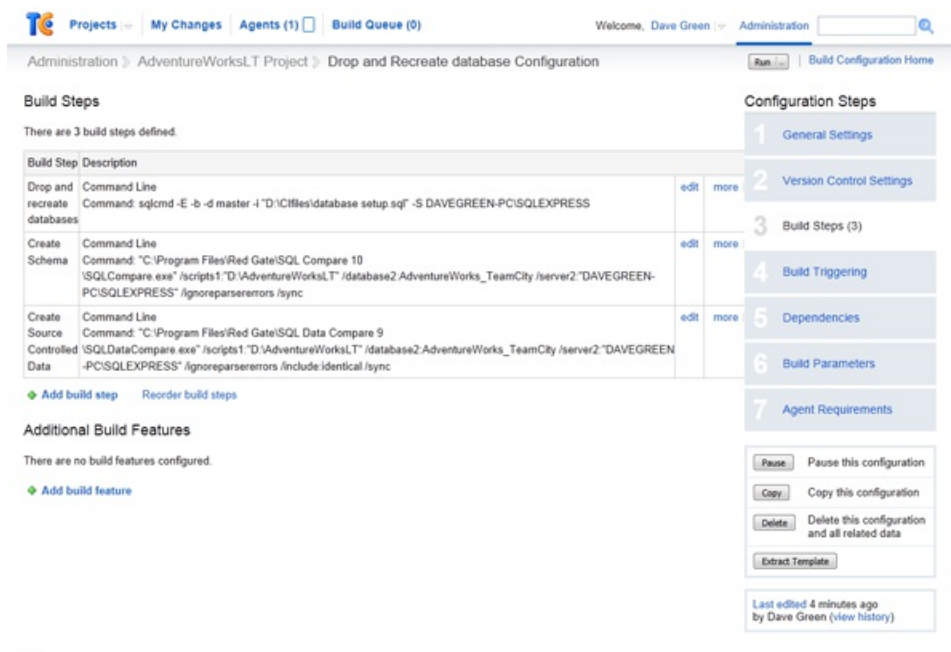 TC Projects My Changes Agents (1) Build Queue (0) Welcome, Dave Green Administration
Administration AdventureWorksLT Project Drop and Recreate database Configuration Run ... Build Configuration Home
Build Steps
There are 3 build steps defined.
Build Step Description
Drop and recreate databases
Command Line
Command: sqlcmd -E -b -d master -i "D:\CIfiles\database setup.sql" -S DAVEGREEN-PC\SQLEXPRESS
edit more
Create Schema
Command Line
Command: "C:\Program Files\Red Gate\SQL Compare 10
\SQLCompare.exe" /scripts1:"D:\AdventureWorksLT" /database2:AdventureWorks_TeamCity /server2:"DAVEGREEN-
PC\SQLEXPRESS" /ignoreparsererrors /sync
edit more
Create Source Controlled Data
Command Line
Command: "C:\Program Files\Red Gate\SQL Data Compare 9
\SQLDataCompare.exe" /scripts1:"D:\AdventureWorksLT" /database2:AdventureWorks_TeamCity /server2:"DAVEGREEN
-PC\SQLEXPRESS" /ignoreparsererrors /include:identical /sync
edit more
Add build step Reorder build steps
Additional Build Features
There are no build features configured.
Add build feature
Configuration Steps
1 General Settings
2 Version Control Settings
3 Build Steps (3)
4 Build Triggering
5 Dependencies
6 Build Parameters
7 Agent Requirements
Pause Pause this configuration
Copy Copy this configuration
Delete Delete this configuration
and all related data
Extract Template
Last edited 4 minutes ago
by Dave Green (view history)